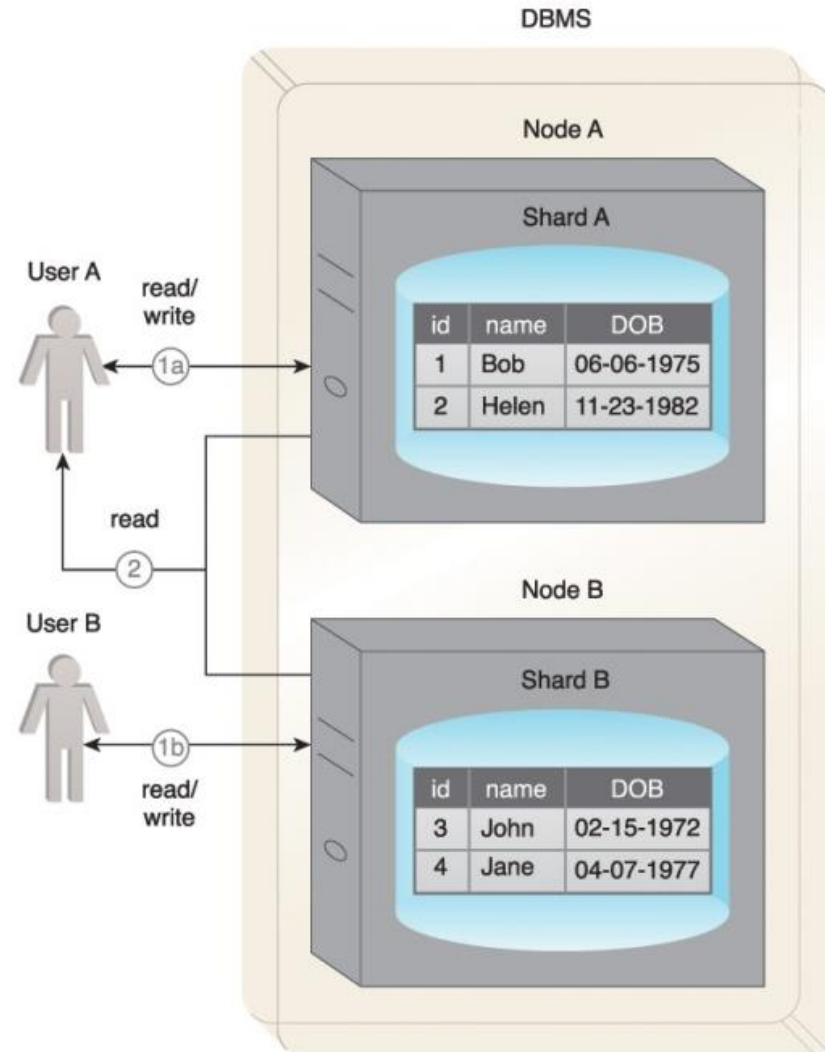 DBMS
Node A
Shard A
User A
read/
write
1a
id name DOB
1 Bob 06-06-1975
2 Helen 11-23-1982
read
2
Node B
User B
Shard B
1b
read/
write
id name DOB
3 John 02-15-1972
4 Jane 04-07-1977